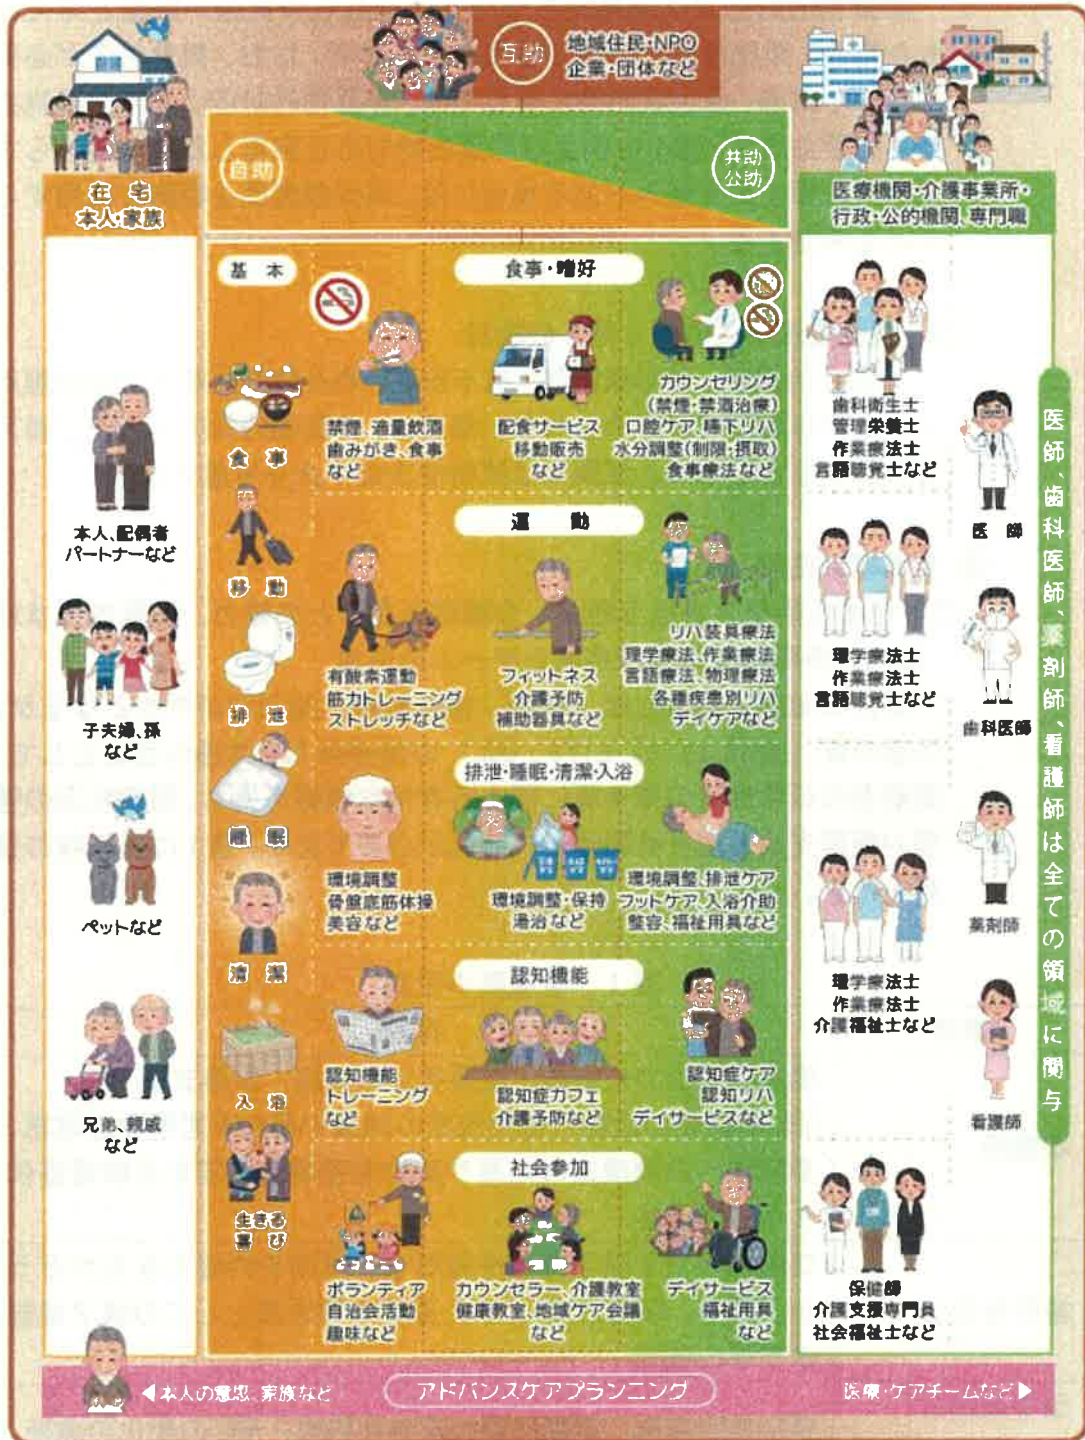 互助
地域住民・NPO
企業・団体など
自助
共助
公助
在宅
本人・家族
医療機関・介護事業所・
行政・公的機関、専門職
基本
食事
移動
排泄
睡眠
清潔
入浴
生きる
喜び
食事・嗜好
禁煙、適量飲酒
歯みがき、食事
など
配食サービス
移動販売
など
カウンセリング
(禁煙・禁酒治療)
口腔ケア、嚥下リハ
水分調整(制限・摂取)
食事療法など
運動
有酸素運動
筋力トレーニング
ストレッチなど
フィットネス
介護予防
補助器具など
リハ装具療法
理学療法、作業療法
言語療法、物理療法
各種疾患別リハ
デイケアなど
排泄・睡眠・清潔・入浴
環境調整
骨盤底筋体操
美容など
環境調整・保持
湯治など
環境調整、排泄ケア
フットケア、入浴介助
整容、福祉用具など
認知機能
認知機能
トレーニング
など
認知症カフェ
介護予防など
認知症ケア
認知リハ
デイサービスなど
社会参加
ボランティア
自治会活動
趣味など
カウンセラー、介護教室
健康教室、地域ケア会議
など
デイサービス
福祉用具
など
本人、配偶者
パートナーなど
子夫婦、孫
など
ペットなど
兄弟、親戚
など
歯科衛生士
管理栄養士
作業療法士
言語聴覚士など
理学療法士
作業療法士
言語聴覚士など
理学療法士
作業療法士
介護福祉士など
保健師
介護支援専門員
社会福祉士など
医師
歯科医師
薬剤師
看護師
医師、歯科医師、薬剤師、看護師は全ての領域に関与
◀本人の意思、家族など
アドバンスケアプランニング
医療・ケアチームなど▶